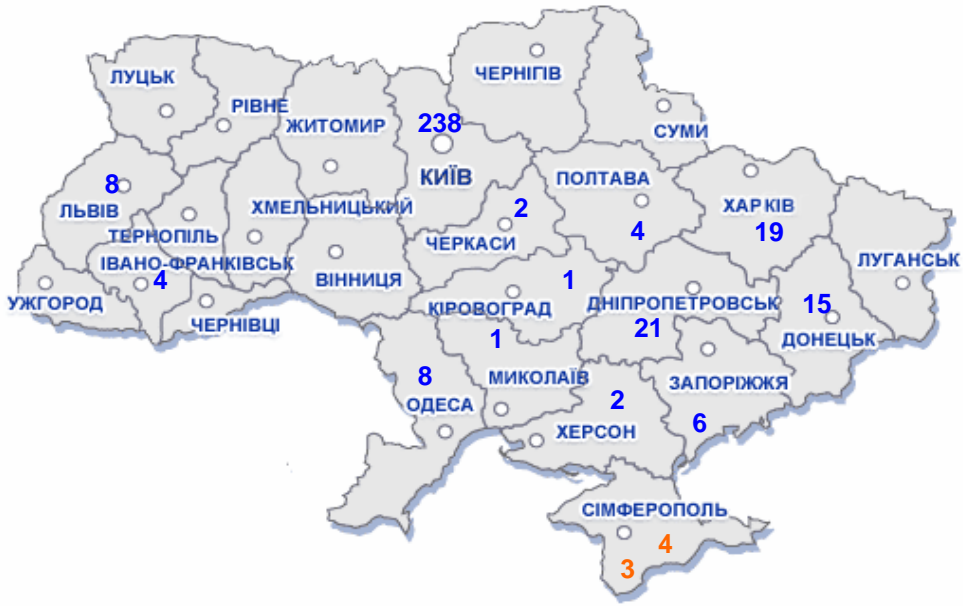 ЛУЦЬК
РІВНЕ
ЖИТОМИР
238
КИЇВ
ЧЕРНІГІВ
СУМИ
8
ЛЬВІВ
ТЕРНОПІЛЬ
ХМЕЛЬНИЦЬКИЙ
2
ЧЕРКАСИ
ПОЛТАВА
4
ХАРКІВ
19
ЛУГАНСЬК
ІВАНО-ФРАНКІВСЬК
4
УЖГОРОД
ЧЕРНІВЦІ
ВІННИЦЯ
КІРОВОГРАД
1
ДНІПРОПЕТРОВСЬК
21
15
ДОНЕЦЬК
1
МИКОЛАЇВ
8
ОДЕСА
2
ХЕРСОН
ЗАПОРІЖЖЯ
6
СІМФЕРОПОЛЬ
4
3